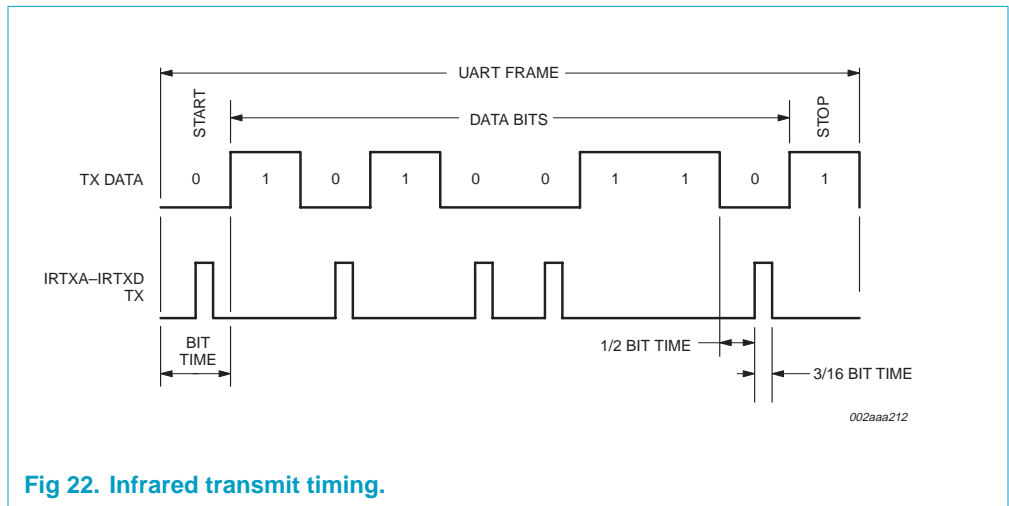 UART FRAME
START
DATA BITS
STOP
TX DATA
0 1 0 1 0 0 1 1 0 1
IRTXA–IRTXD
TX
BIT
TIME
1/2 BIT TIME
3/16 BIT TIME
002aaa212
Fig 22. Infrared transmit timing.